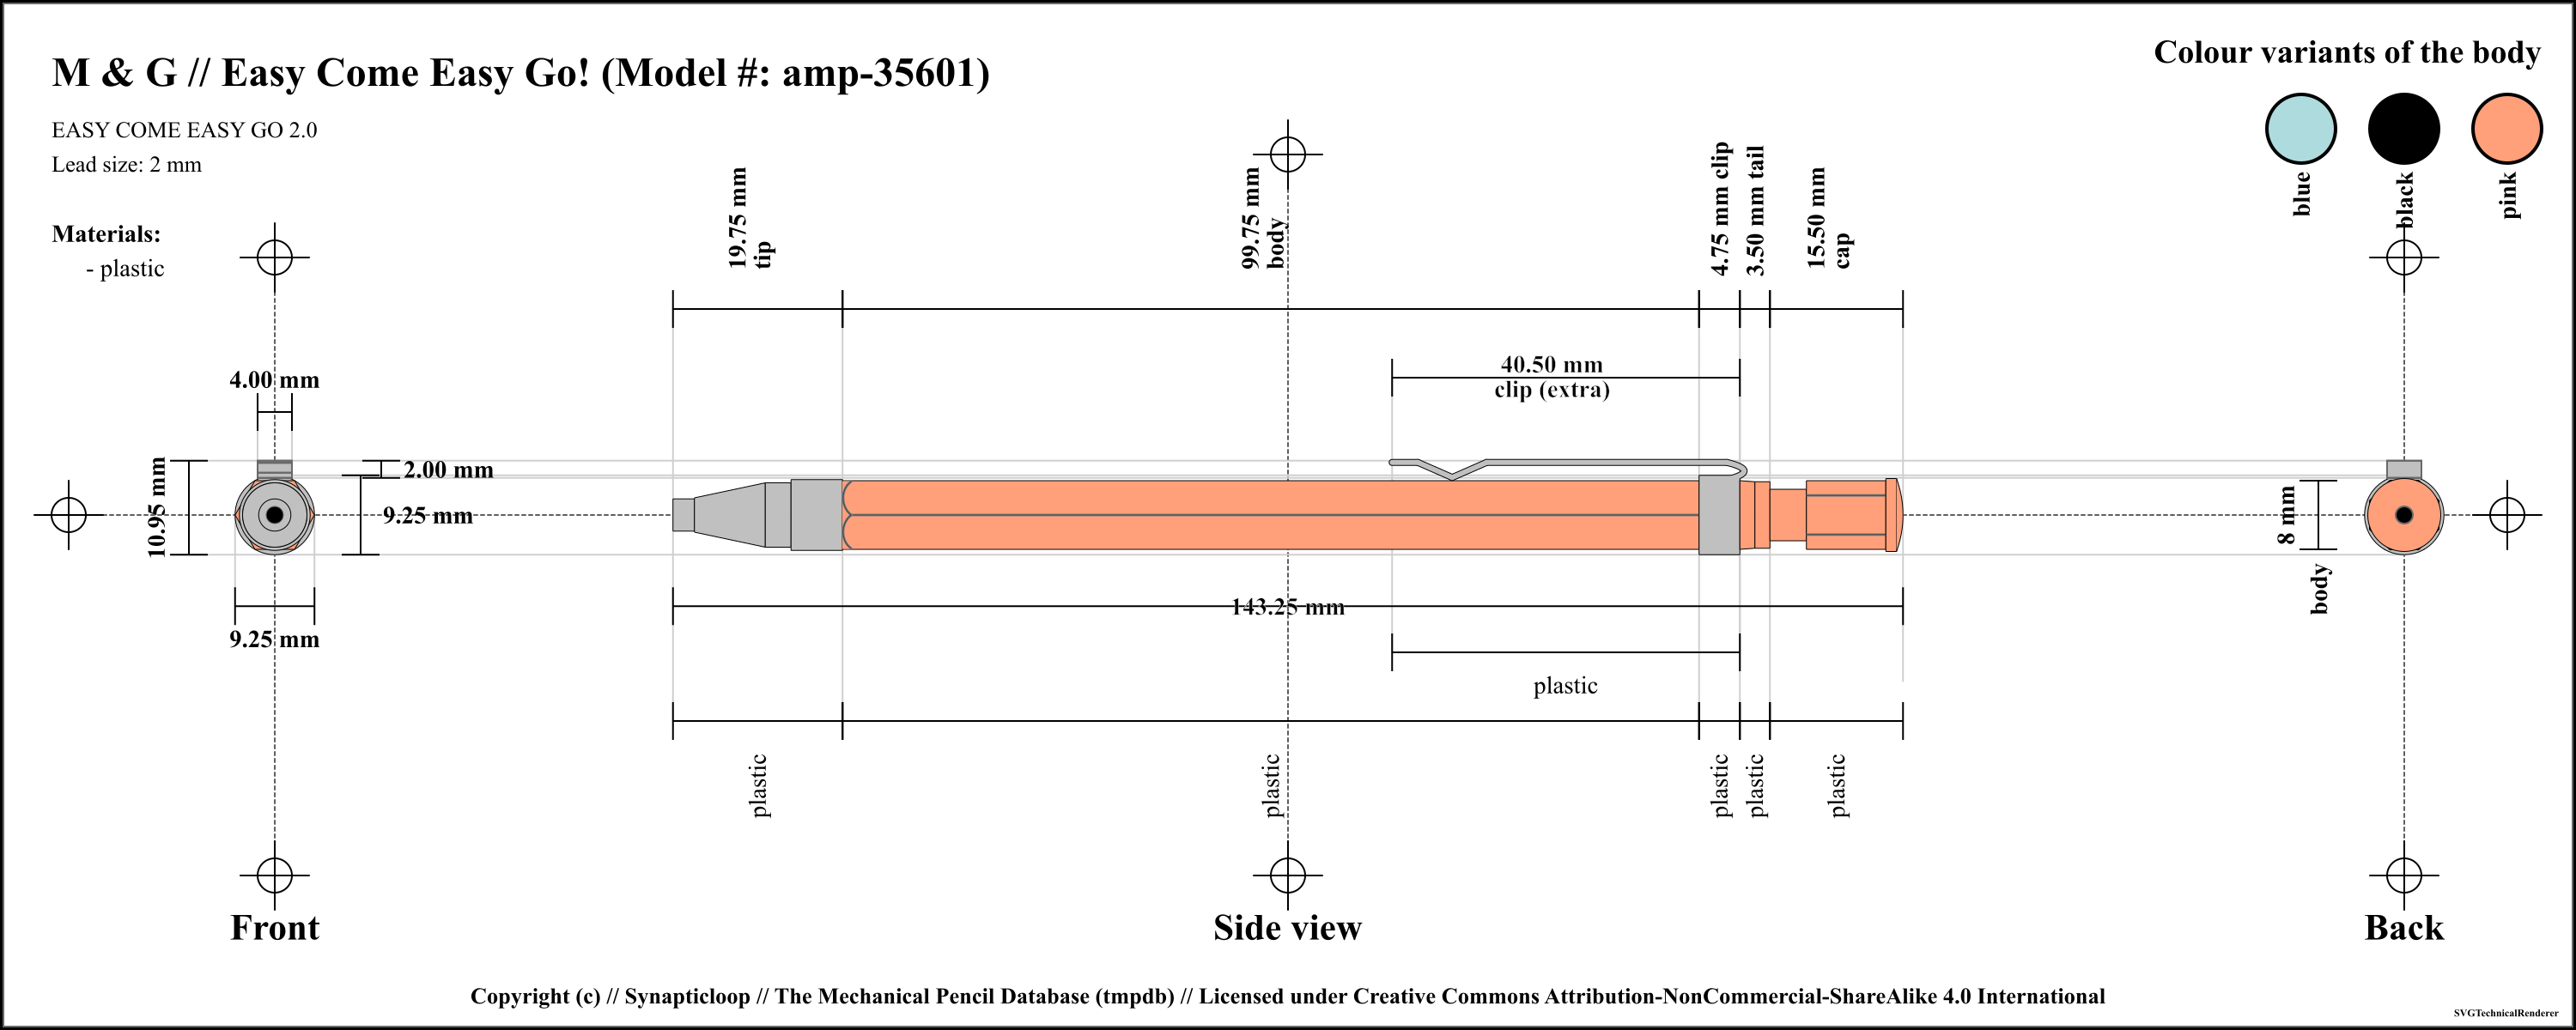 M & G // Easy Come Easy Go! (Model #: amp-35601)
EASY COME EASY GO 2.0
Lead size: 2 mm
Materials:
- plastic
Colour variants of the body
blue
black
pink
19.75 mm
tip
99.75 mm
body
4.75 mm clip
3.50 mm tail
15.50 mm
cap
40.50 mm
clip (extra)
4.00 mm
2.00 mm
10.95 mm
9.25 mm
9.25 mm
8 mm
body
143.25 mm
plastic
plastic
plastic
plastic
plastic
plastic
Front
Side view
Back
Copyright (c) // Synapticloop // The Mechanical Pencil Database (tmpdb) // Licensed under Creative Commons Attribution-NonCommercial-ShareAlike 4.0 International
SVGTechnicalRenderer